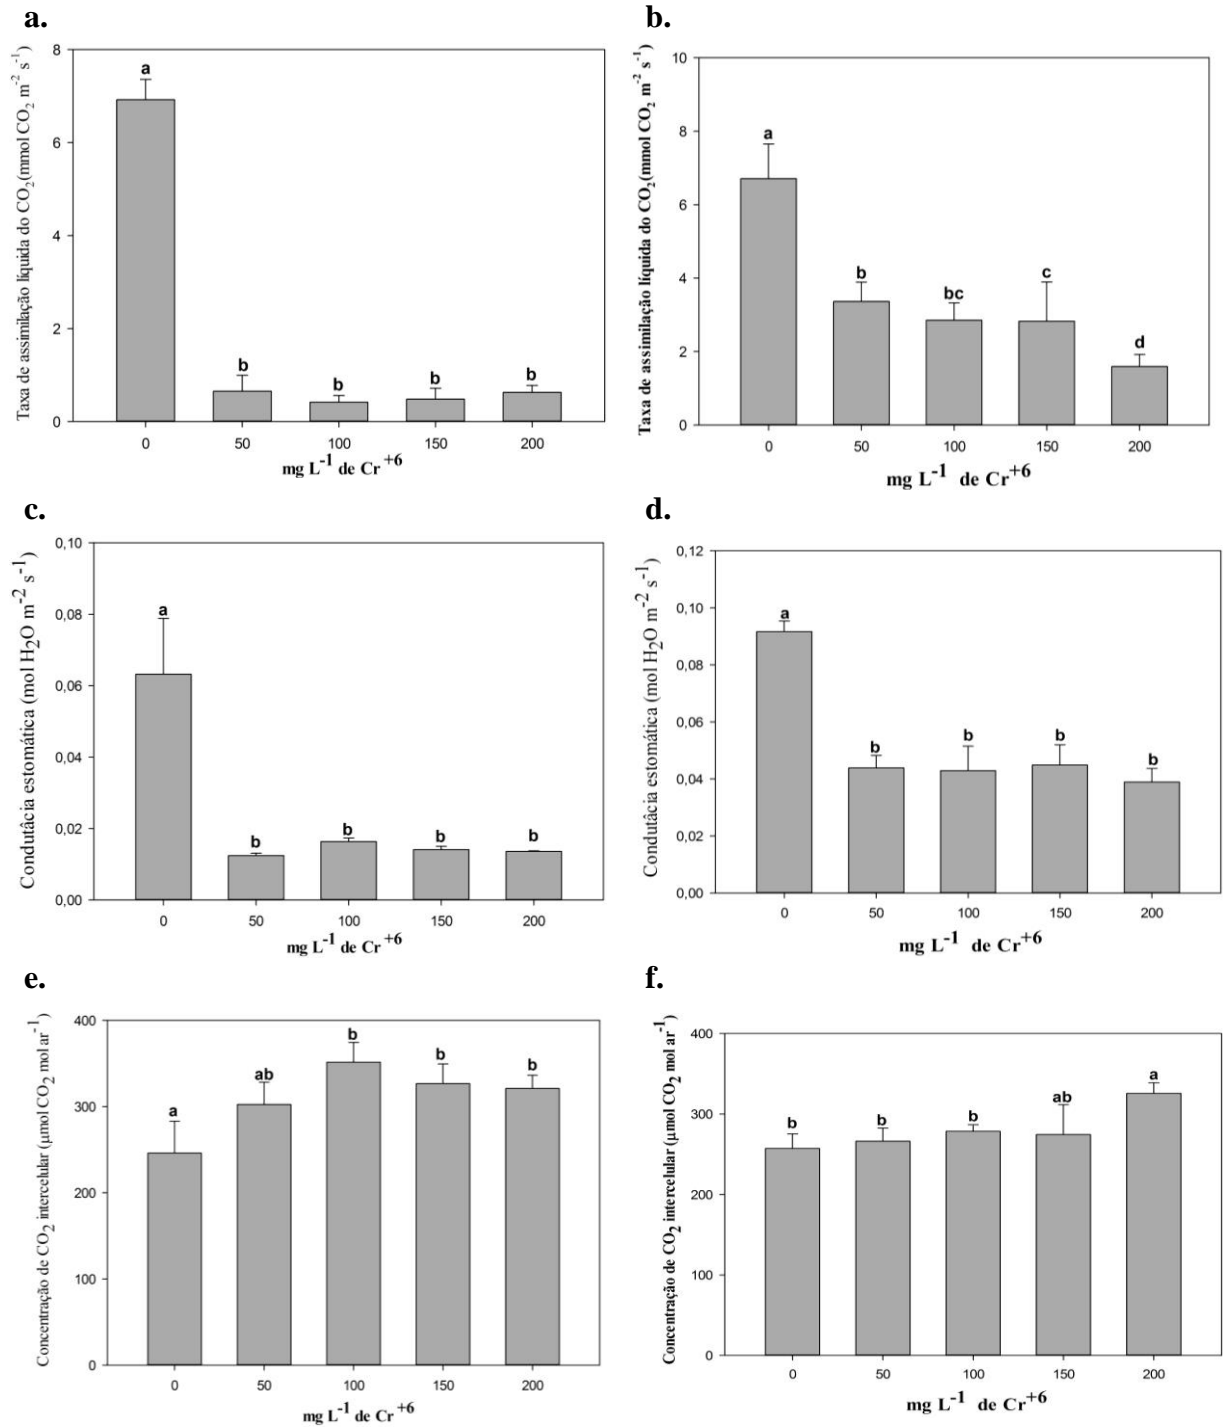 a.
Taxa de assimilação líquida do CO₂(mmol CO₂ m⁻² s⁻¹)
8
6
4
2
0
a
b
b
b
b
0 50 100 150 200
mg L⁻¹ de Cr⁺⁶
b.
Taxa de assimilação líquida do CO₂(mmol CO₂ m⁻² s⁻¹)
10
8
6
4
2
0
a
b
bc
c
d
0 50 100 150 200
mg L⁻¹ de Cr⁺⁶
c.
Condutâcia estomática (mol H₂O m⁻² s⁻¹)
0,10
0,08
0,06
0,04
0,02
0,00
a
b
b
b
b
0 50 100 150 200
mg L⁻¹ de Cr⁺⁶
d.
Condutâcia estomática (mol H₂O m⁻² s⁻¹)
0,12
0,10
0,08
0,06
0,04
0,02
0,00
a
b
b
b
b
0 50 100 150 200
mg L⁻¹ de Cr⁺⁶
e.
Concentração de CO₂ intercelular (µmol CO₂ mol ar⁻¹)
400
300
200
100
0
a
ab
b
b
b
0 50 100 150 200
mg L⁻¹ de Cr⁺⁶
f.
Concentração de CO₂ intercelular (µmol CO₂ mol ar⁻¹)
400
300
200
100
0
b
b
b
ab
a
0 50 100 150 200
mg L⁻¹ de Cr⁺⁶